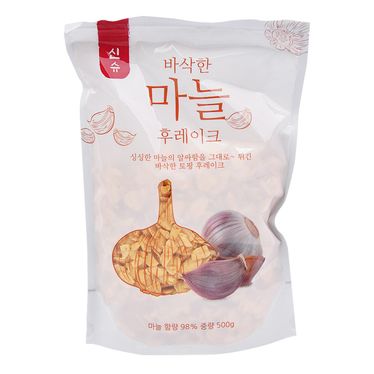 신슈
바삭한
마늘
후레이크
싱싱한 마늘의 알싸함을 그대로~ 튀긴
바삭한 토핑 후레이크
마늘 함량 98% 중량 500g